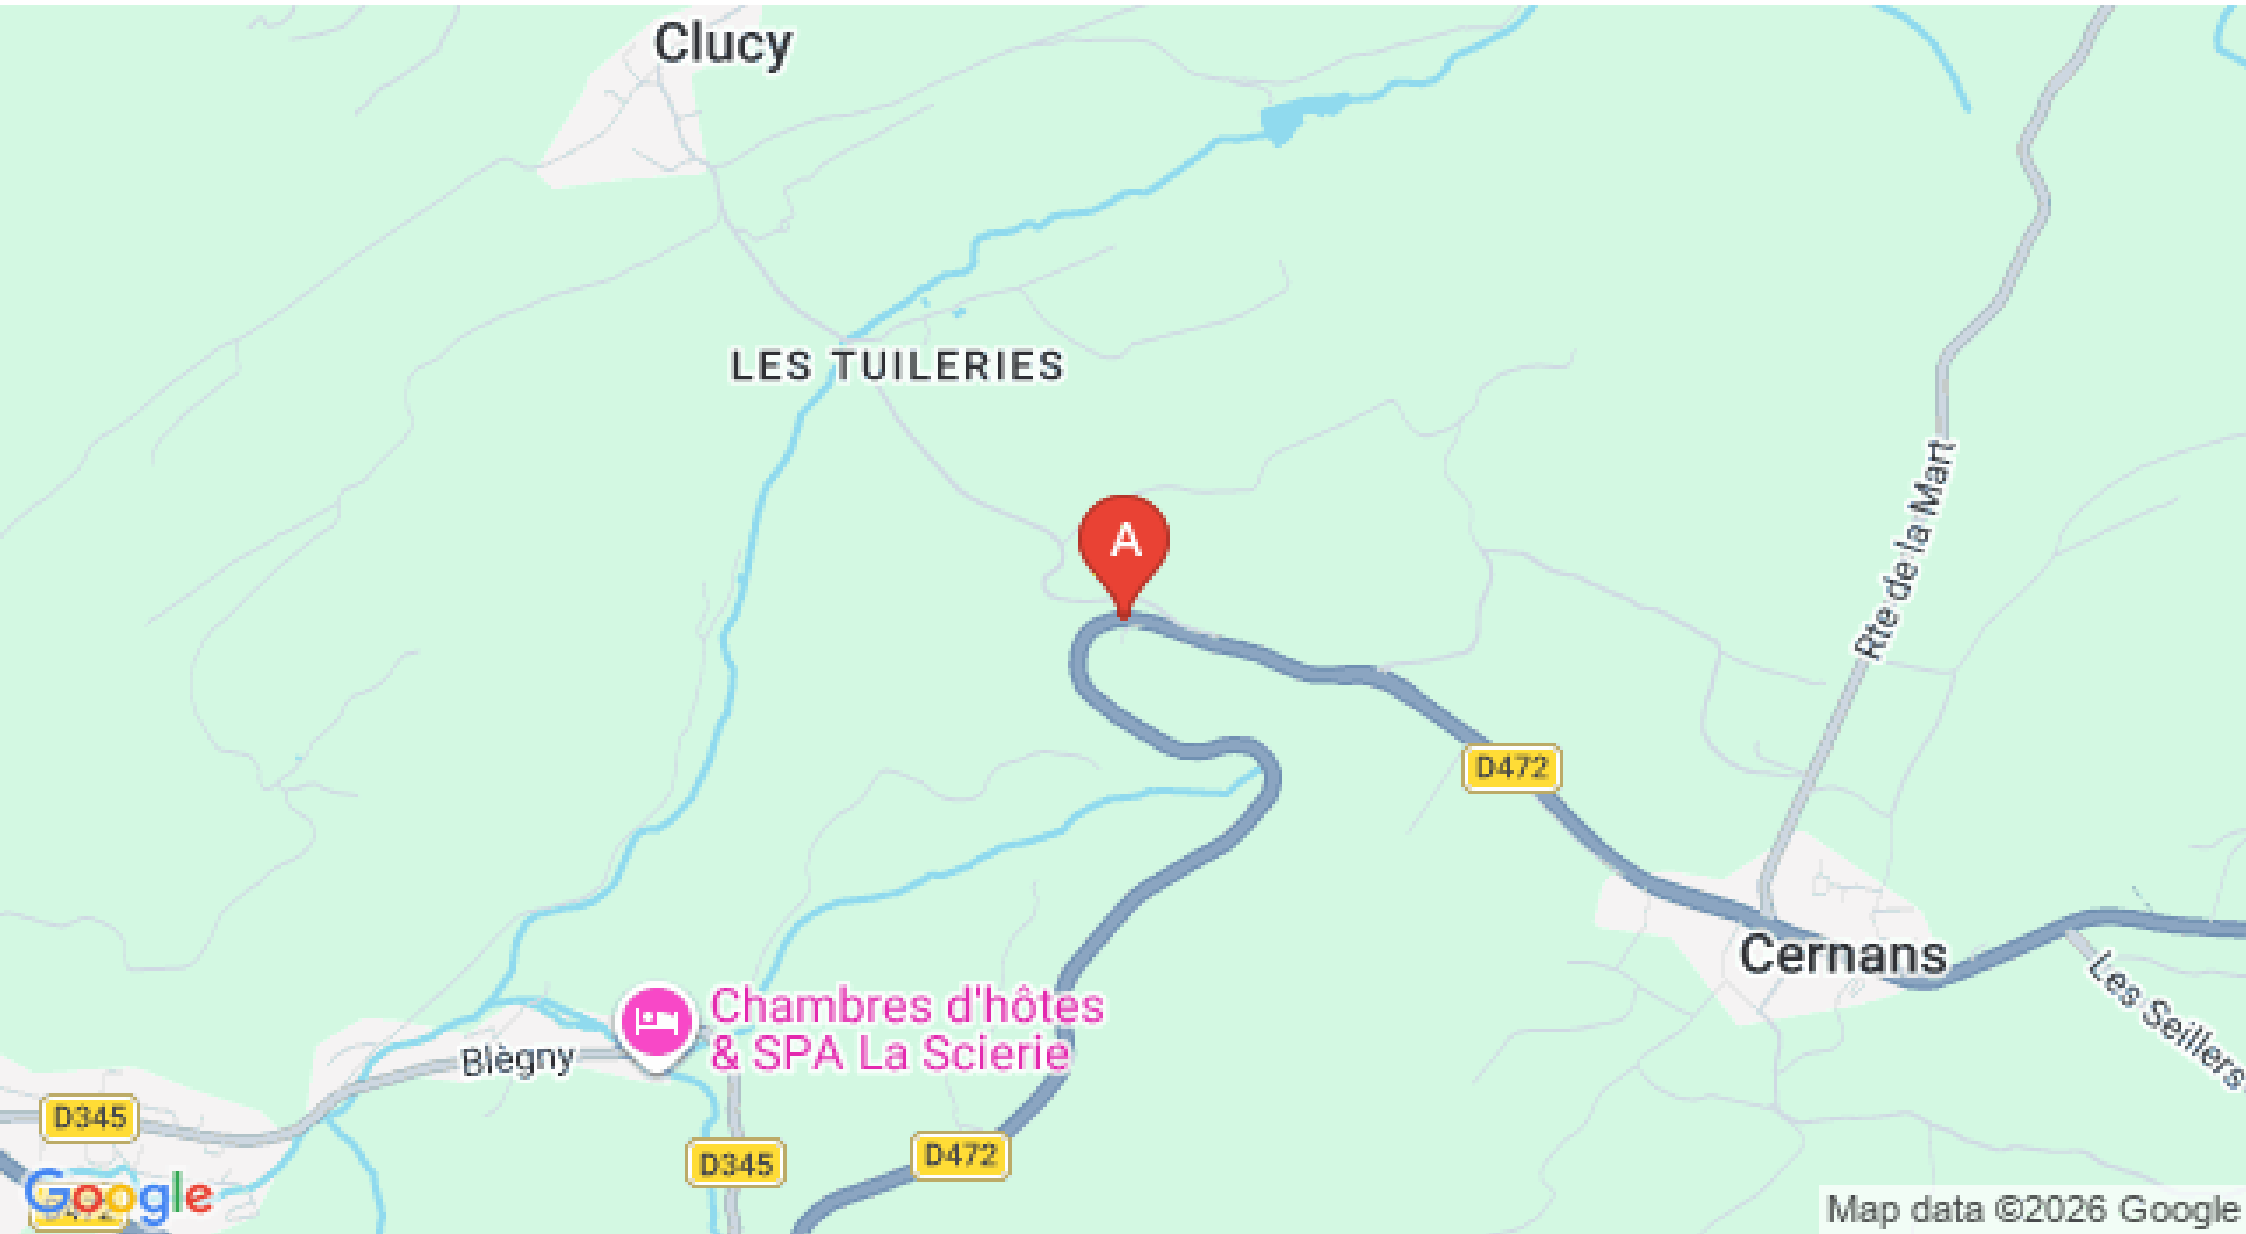 Clucy
LES TUILERIES
A
Rte de la Mart
D472
Cernans
Les Seillers
Chambres d'hôtes
& SPA La Scierie
Blègny
D345
D345
D472
D472
Google
Map data ©2026 Google